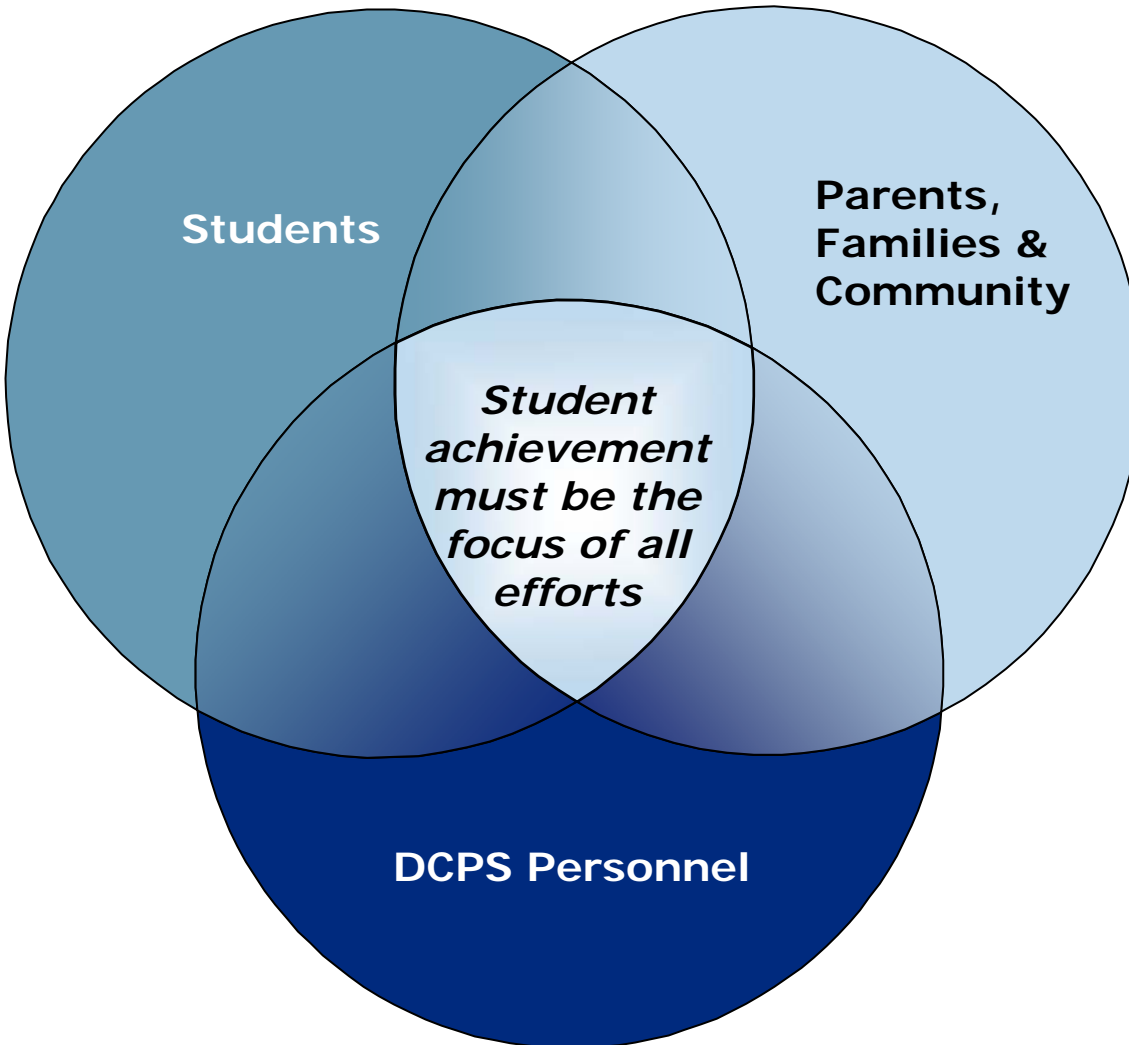 Students
Parents,
Families &
Community
Student
achievement
must be the
focus of all
efforts
DCPS Personnel